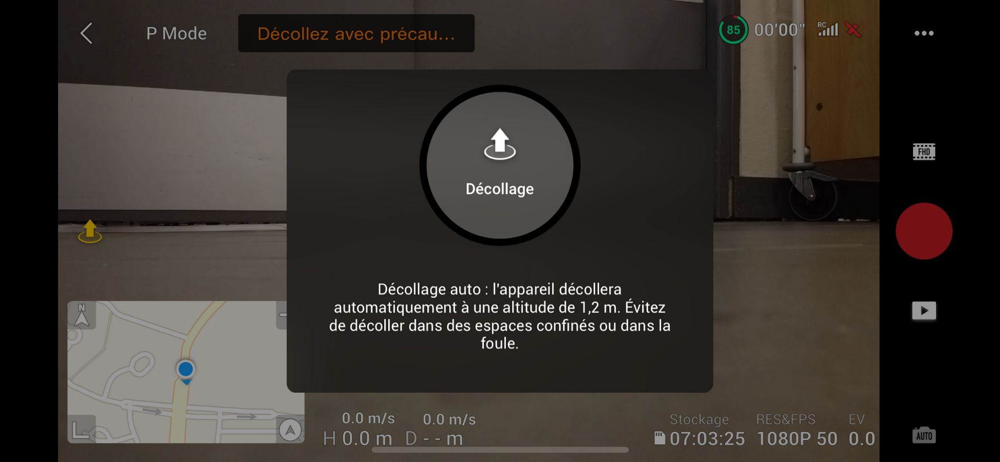 P Mode
Décollez avec précau...
85
00'00"
RC
Décollage
FHD
Décollage auto : l'appareil décollera
automatiquement à une altitude de 1,2 m. Évitez
de décoller dans des espaces confinés ou dans la
foule.
N
0.0 m/s
0.0 m/s
H 0.0 m
D - - m
Stockage
RES&FPS
EV
07:03:25
1080P 50
0.0
AUTO